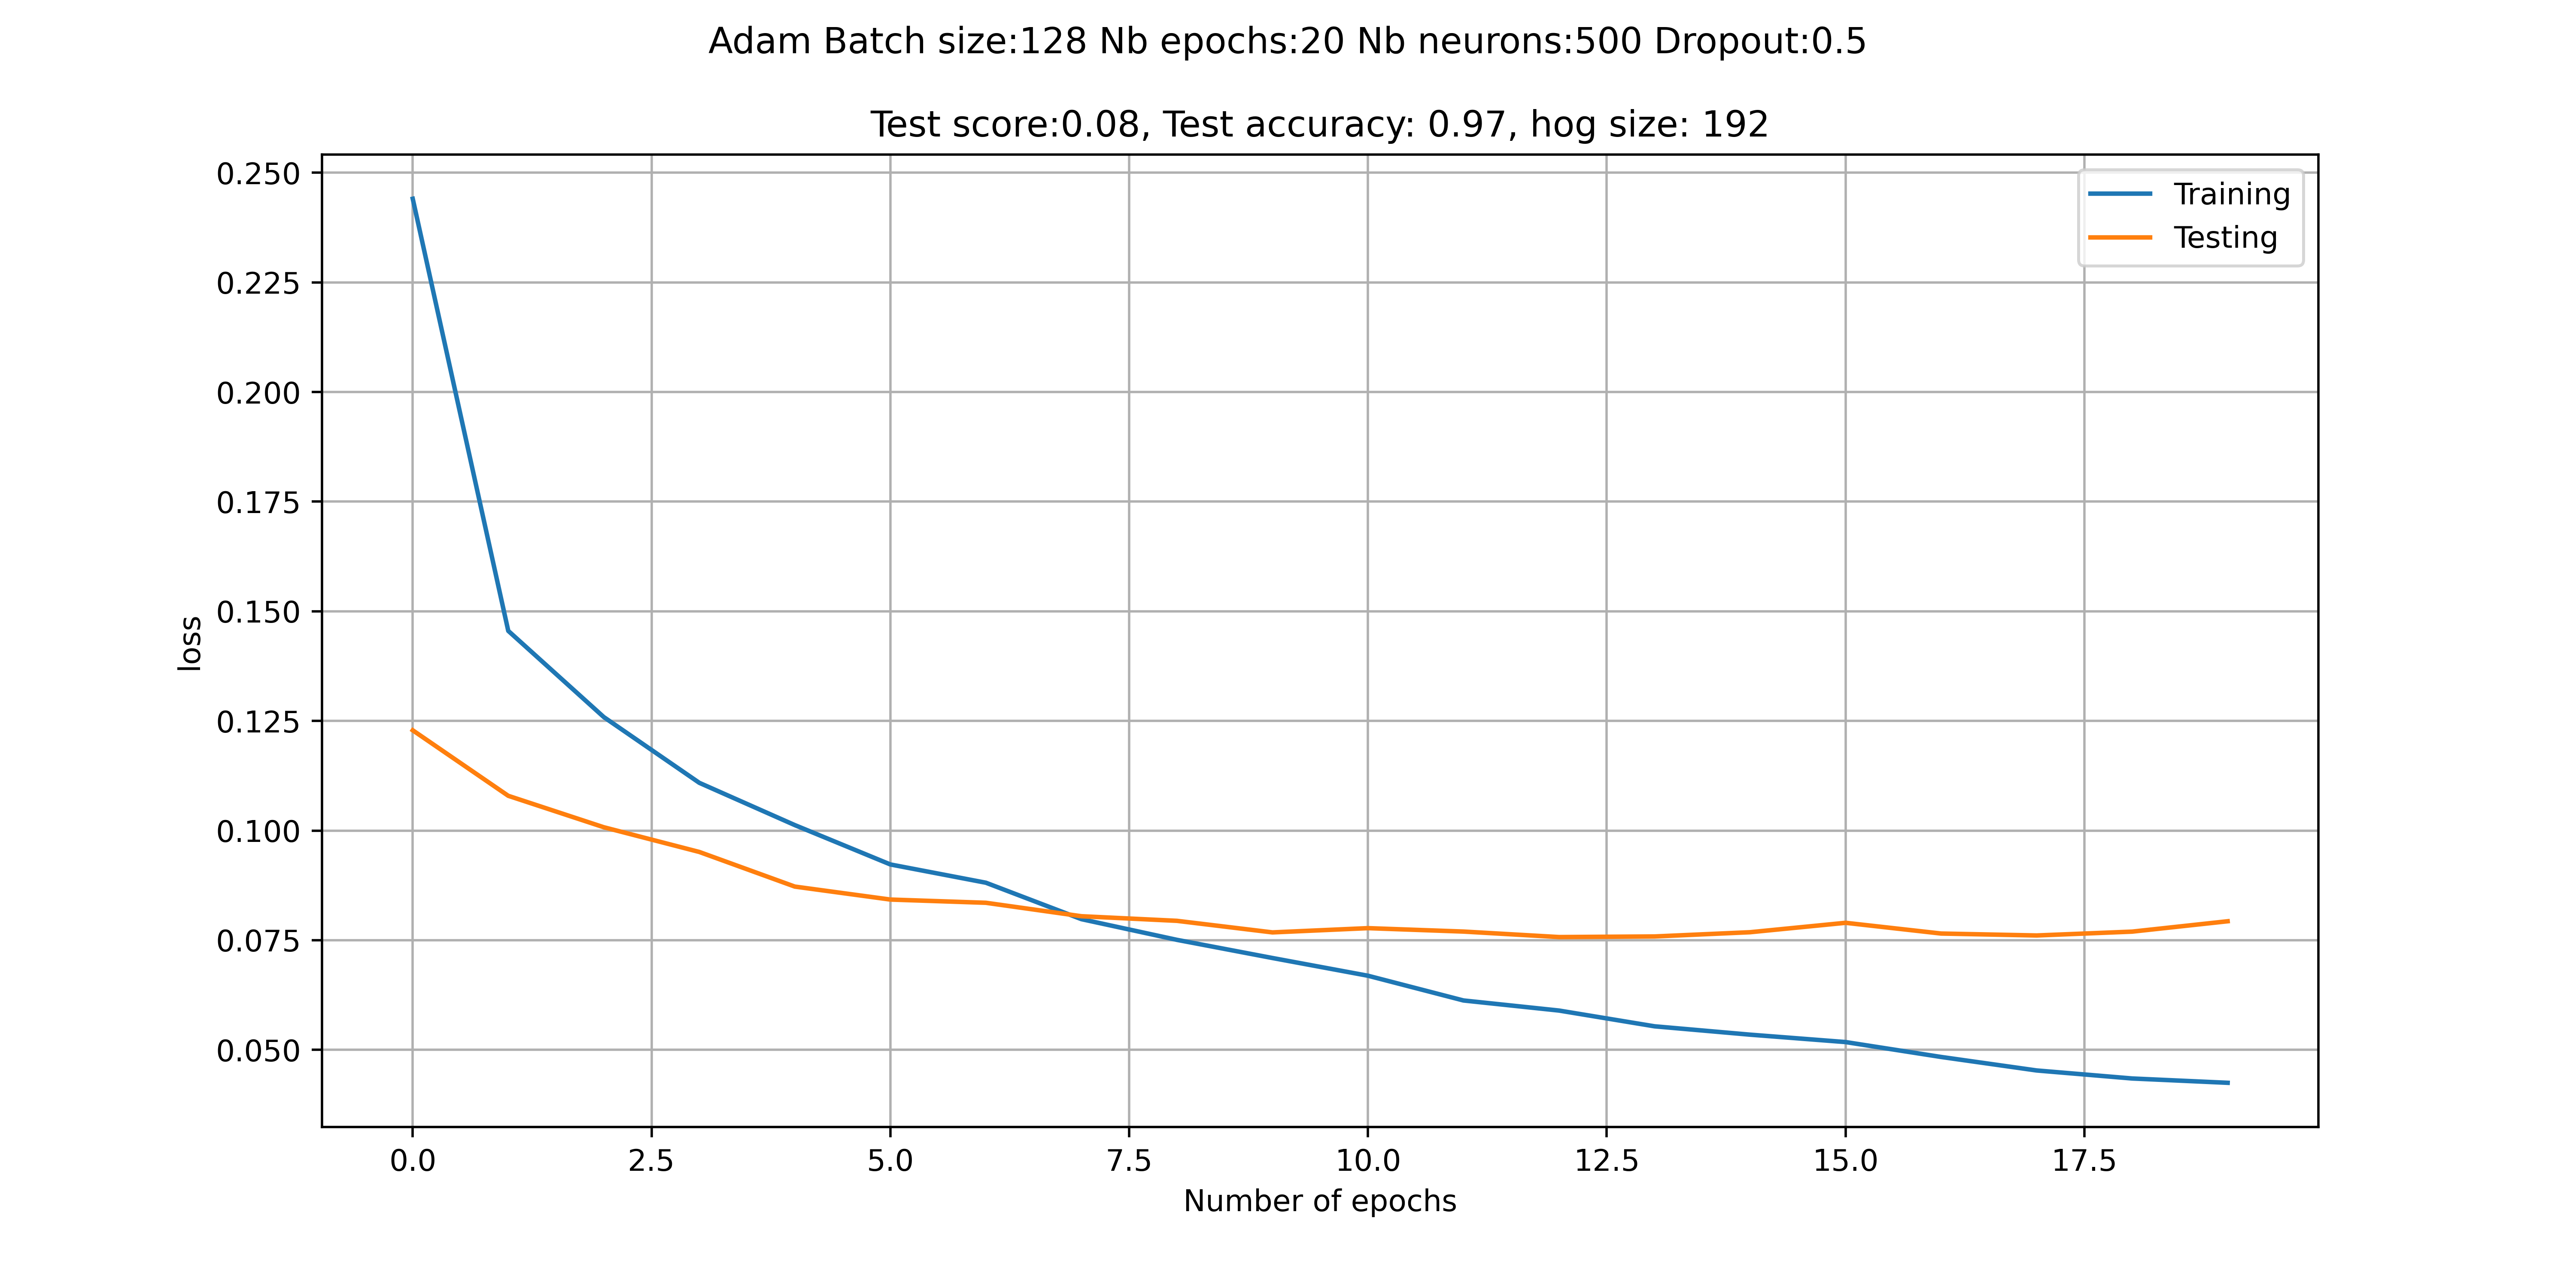 Adam Batch size:128 Nb epochs:20 Nb neurons:500 Dropout:0.5
Test score:0.08, Test accuracy: 0.97, hog size: 192
Training
Testing
0.250
0.225
0.200
0.175
0.150
0.125
0.100
0.075
0.050
loss
0.0 2.5 5.0 7.5 10.0 12.5 15.0 17.5
Number of epochs